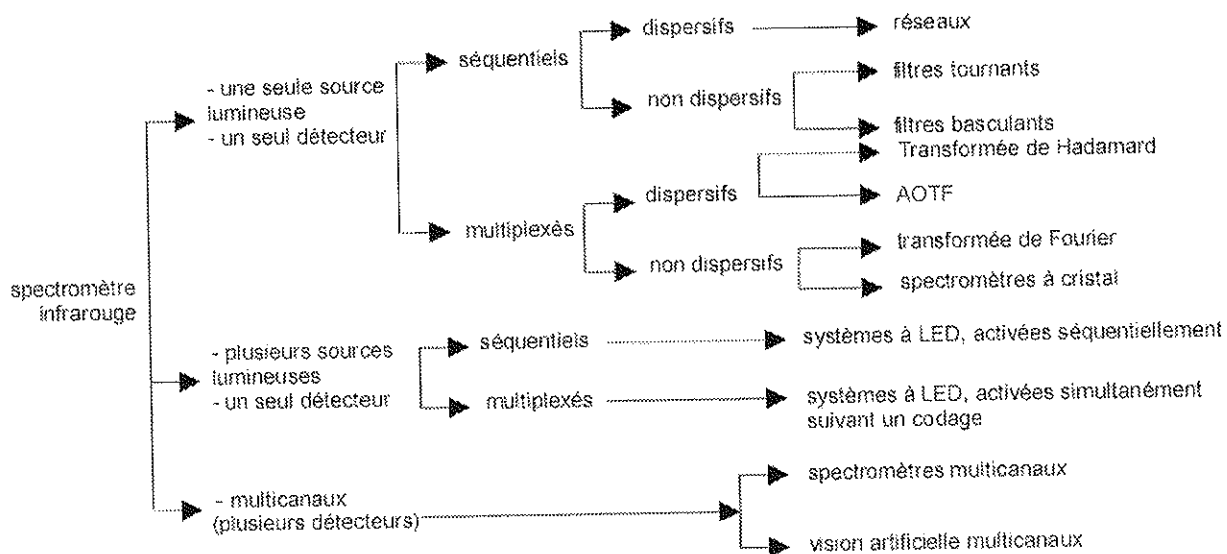 spectromètre
infrarouge
- une seule source
lumineuse
- un seul détecteur
séquentiels
dispersifs
réseaux
non dispersifs
filtres tournants
filtres basculants
multiplexés
dispersifs
Transformée de Hadamard
AOTF
non dispersifs
transformée de Fourier
spectromètres à cristal
- plusieurs sources
lumineuses
- un seul détecteur
séquentiels
systèmes à LED, activées séquentiellement
multiplexés
systèmes à LED, activées simultanément
suivant un codage
- multicanaux
(plusieurs détecteurs)
spectromètres multicanaux
vision artificielle multicanaux